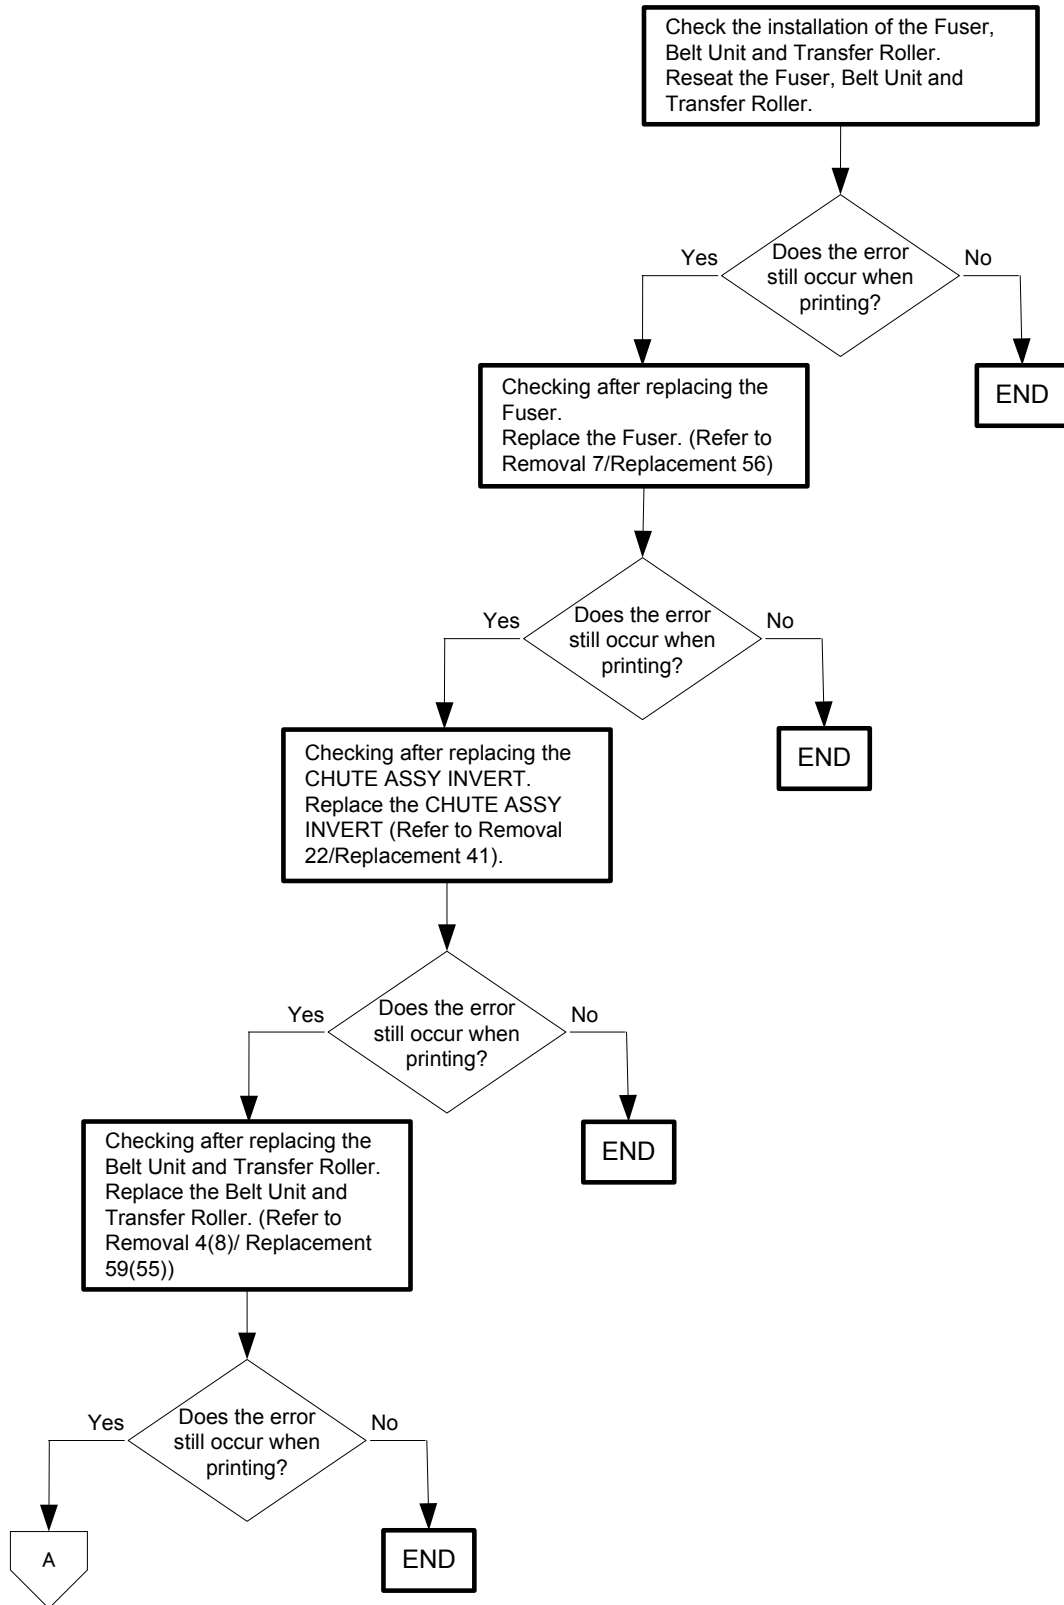 Check the installation of the Fuser,
Belt Unit and Transfer Roller.
Reseat the Fuser, Belt Unit and
Transfer Roller.
Yes
Does the error
still occur when
printing?
No
END
Checking after replacing the
Fuser.
Replace the Fuser. (Refer to
Removal 7/Replacement 56)
Yes
Does the error
still occur when
printing?
No
END
Checking after replacing the
CHUTE ASSY INVERT.
Replace the CHUTE ASSY
INVERT (Refer to Removal
22/Replacement 41).
Yes
Does the error
still occur when
printing?
No
END
Checking after replacing the
Belt Unit and Transfer Roller.
Replace the Belt Unit and
Transfer Roller. (Refer to
Removal 4(8)/ Replacement
59(55))
Yes
Does the error
still occur when
printing?
No
A
END